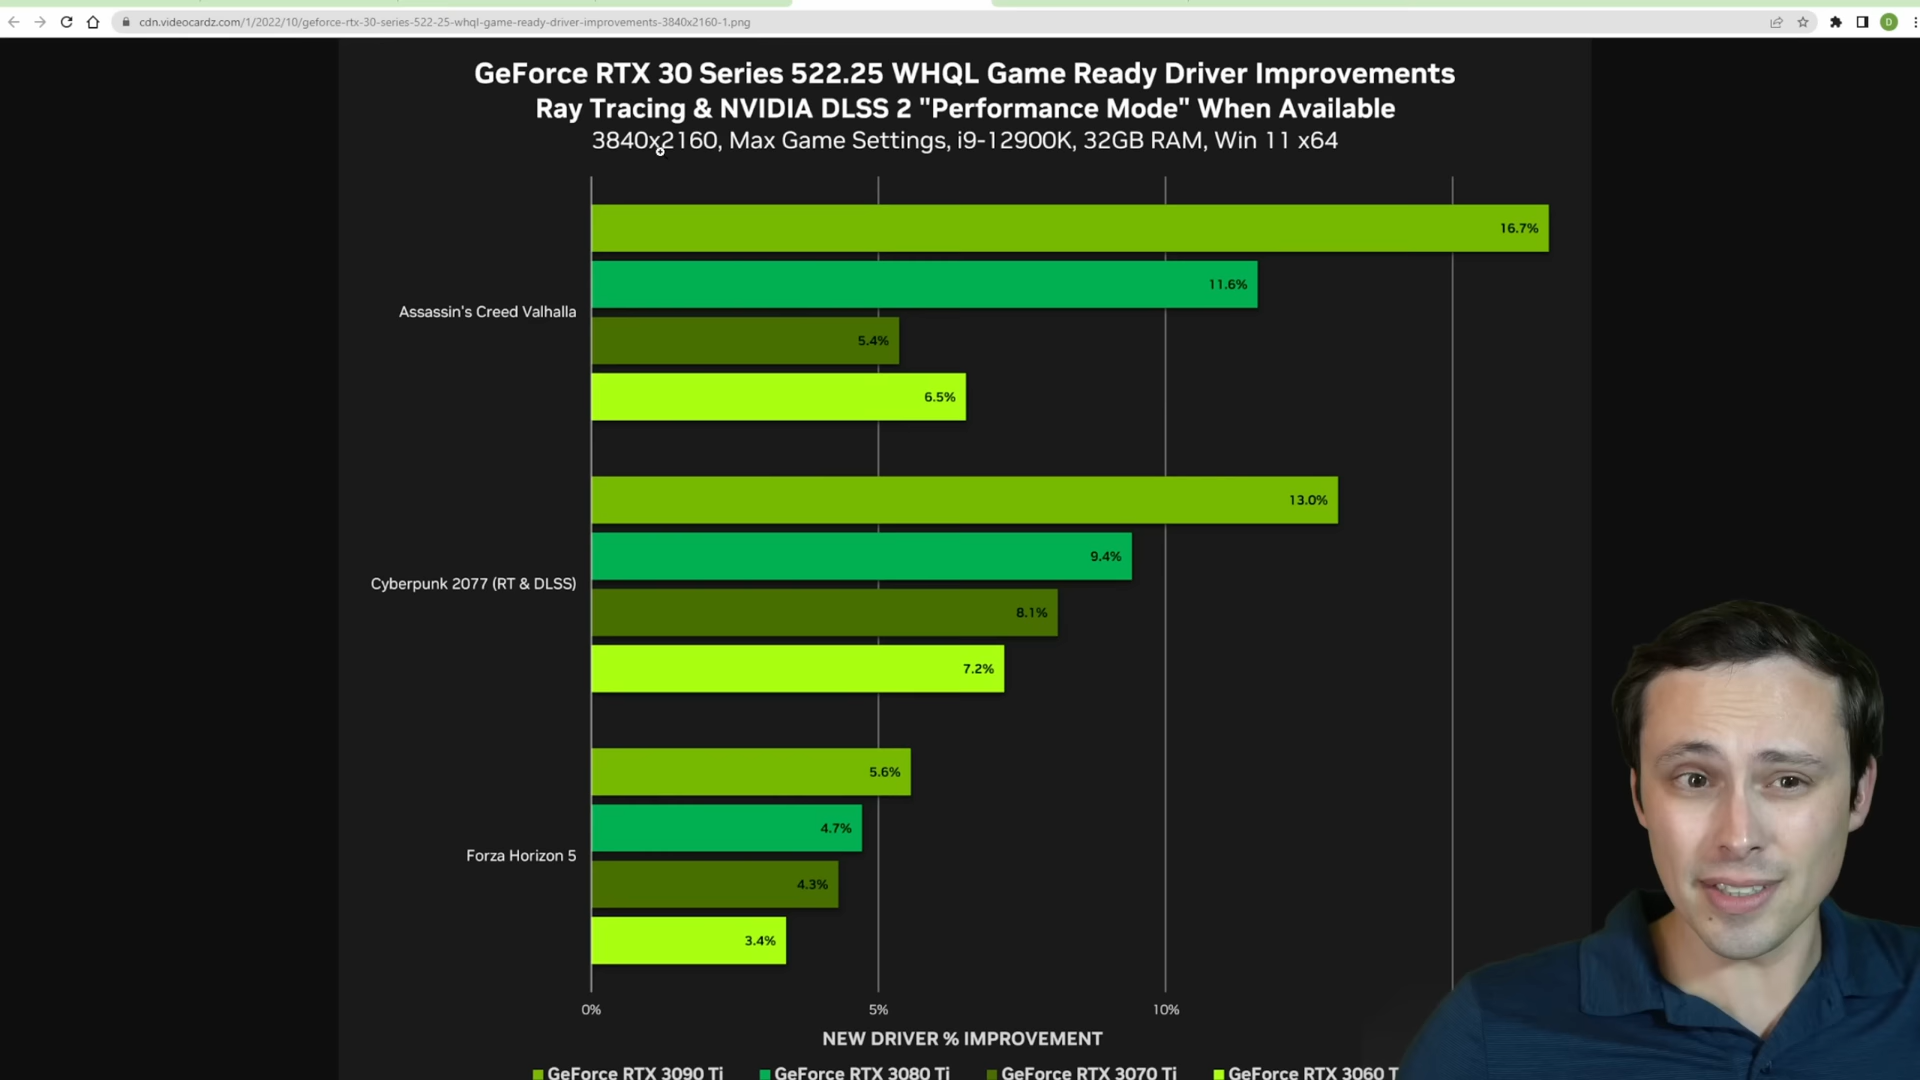 cdn.videocardz.com/1/2022/10/geforce-rtx-30-series-522-25-whql-game-ready-driver-improvements-3840x2160-1.png
D
GeForce RTX 30 Series 522.25 WHQL Game Ready Driver Improvements
Ray Tracing & NVIDIA DLSS 2 "Performance Mode" When Available
3840x2160, Max Game Settings, i9-12900K, 32GB RAM, Win 11 x64
16.7%
11.6%
Assassin's Creed Valhalla
5.4%
6.5%
13.0%
9.4%
Cyberpunk 2077 (RT & DLSS)
8.1%
7.2%
5.6%
4.7%
Forza Horizon 5
4.3%
3.4%
0% 5% 10%
NEW DRIVER % IMPROVEMENT
GeForce RTX 3090 Ti GeForce RTX 3080 Ti GeForce RTX 3070 Ti GeForce RTX 3060 T